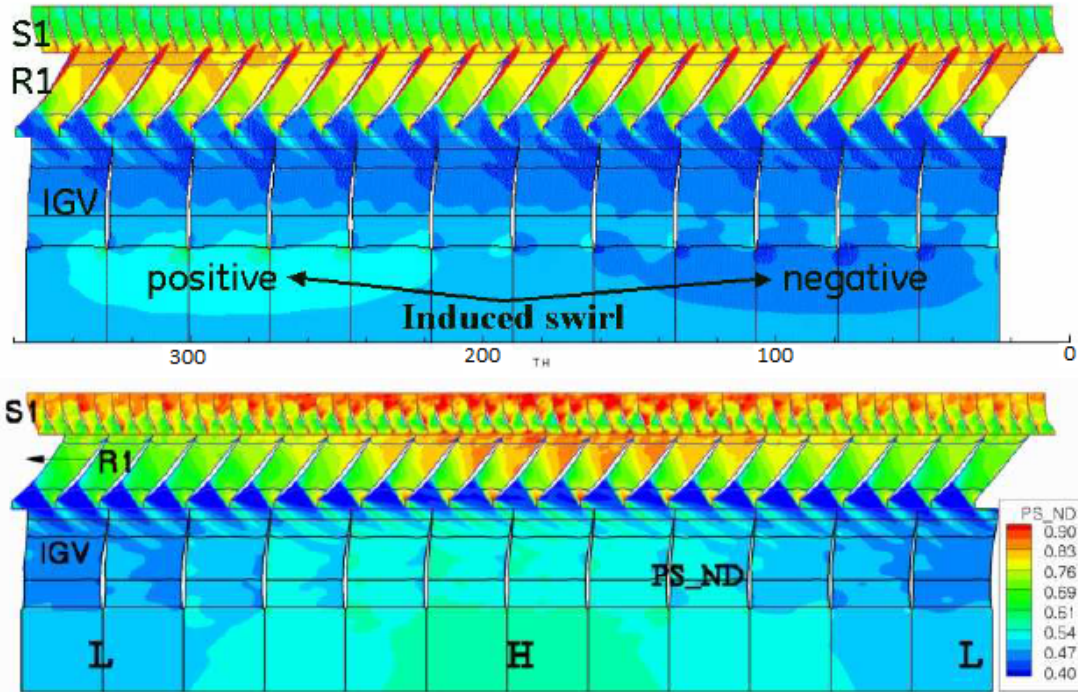 S1
R1
IGV
positive
negative
Induced swirl
300
200
TH
100
0
S1
R1
IGV
PS_ND
L
H
L
PS_ND
0.90
0.83
0.76
0.69
0.61
0.54
0.47
0.40